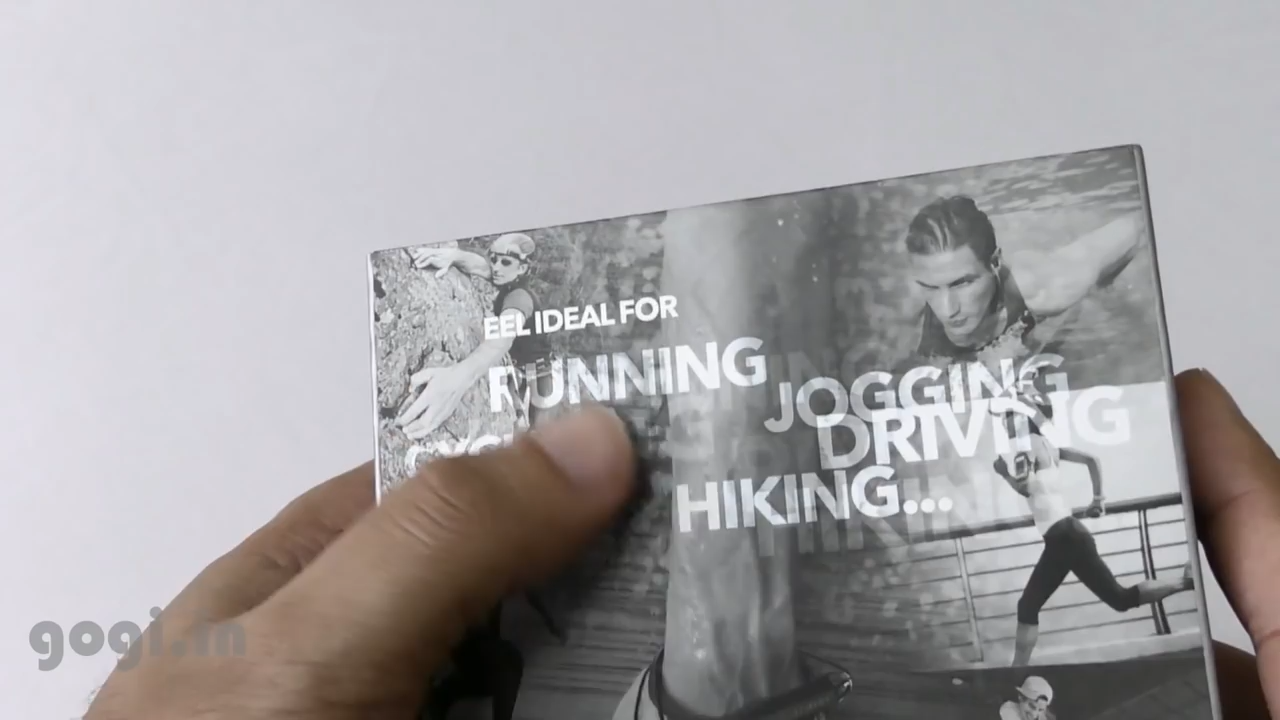 EEL IDEAL FOR
RUNNING
JOGGING
DRIVING
HIKING...
gogi.in